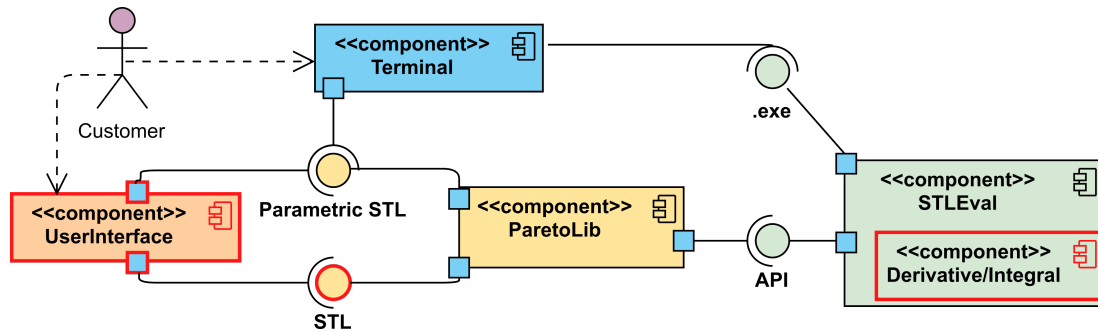 <<component>>
Terminal
.exe
Customer
<<component>>
UserInterface
Parametric STL
<<component>>
ParetoLib
<<component>>
STLEval
<<component>>
Derivative/Integral
API
STL